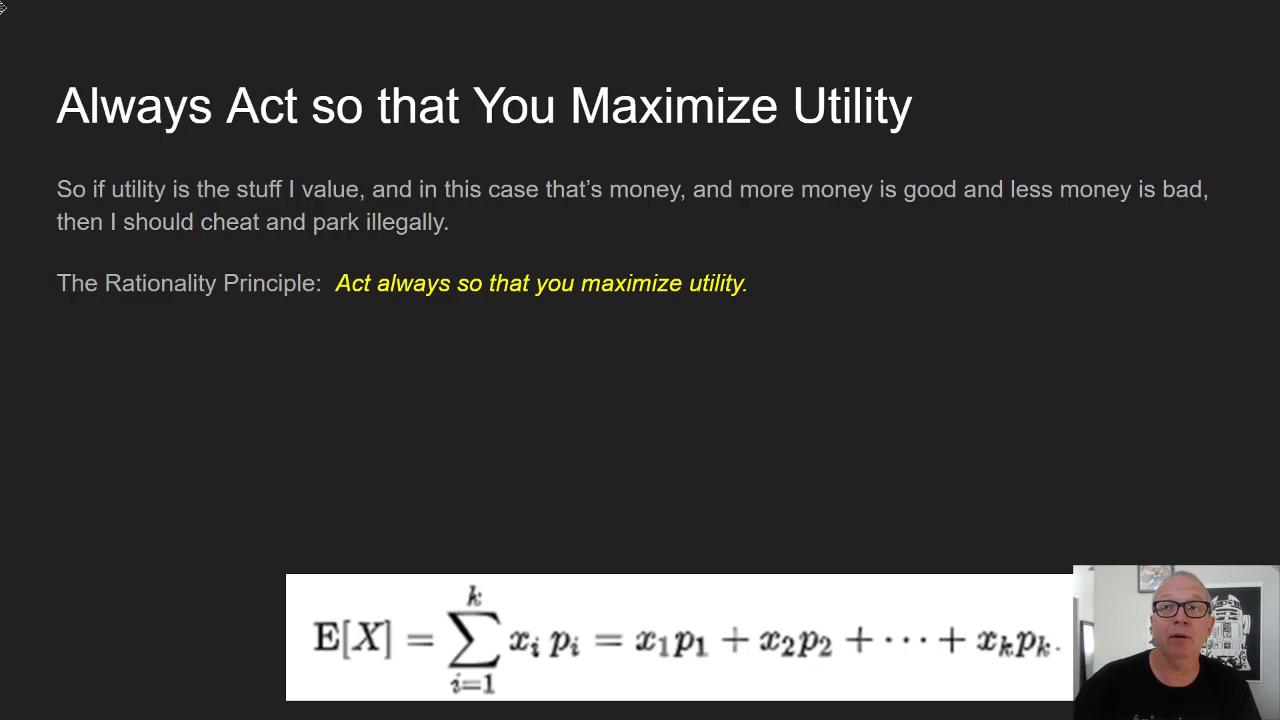 Always Act so that You Maximize Utility
So if utility is the stuff I value, and in this case that’s money, and more money is good and less money is bad,
then I should cheat and park illegally.
The Rationality Principle: Act always so that you maximize utility.
E[X] = ∑_{i=1}^{k} x_i p_i = x_1p_1 + x_2p_2 + ⋯ + x_kp_k.